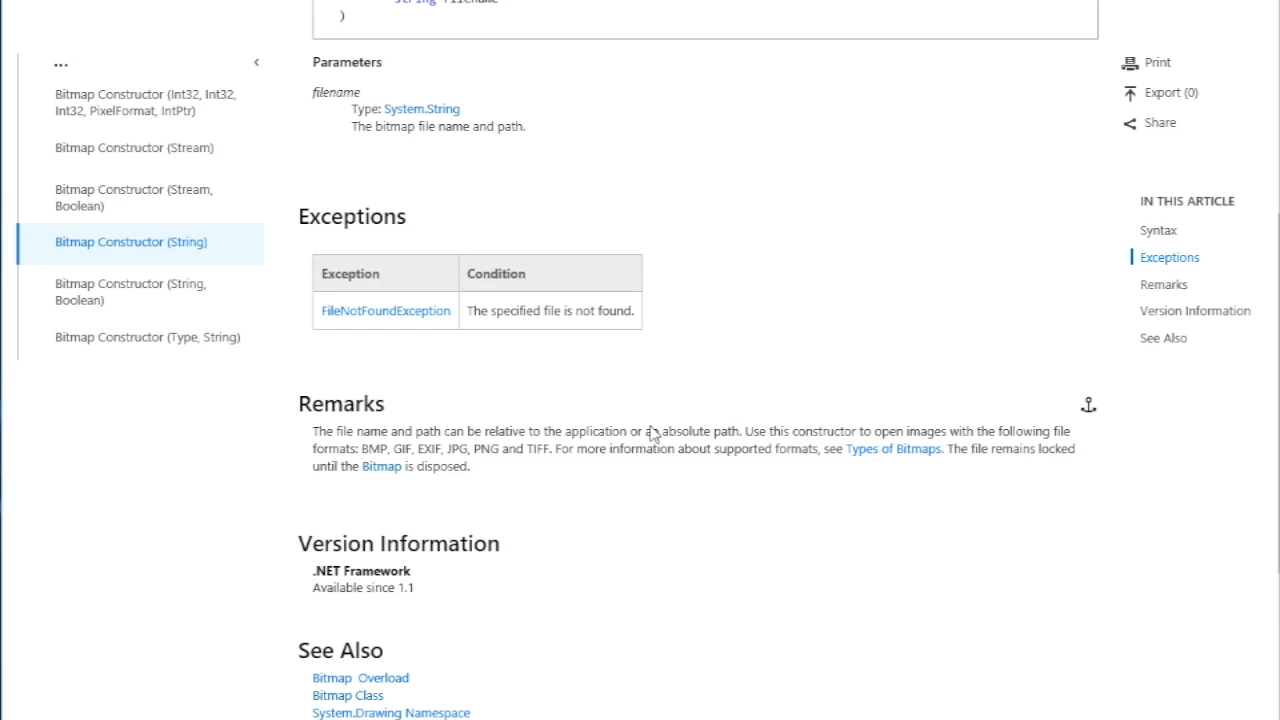 string filename
)
...
Bitmap Constructor (Int32, Int32,
Int32, PixelFormat, IntPtr)
Bitmap Constructor (Stream)
Bitmap Constructor (Stream,
Boolean)
Bitmap Constructor (String)
Bitmap Constructor (String,
Boolean)
Bitmap Constructor (Type, String)
Parameters
filename
Type: System.String
The bitmap file name and path.
Exceptions
Exception Condition
FileNotFoundException The specified file is not found.
Remarks
The file name and path can be relative to the application or an absolute path. Use this constructor to open images with the following file
formats: BMP, GIF, EXIF, JPG, PNG and TIFF. For more information about supported formats, see Types of Bitmaps. The file remains locked
until the Bitmap is disposed.
Version Information
.NET Framework
Available since 1.1
See Also
Bitmap Overload
Bitmap Class
System.Drawing Namespace
Print
Export (0)
Share
IN THIS ARTICLE
Syntax
Exceptions
Remarks
Version Information
See Also